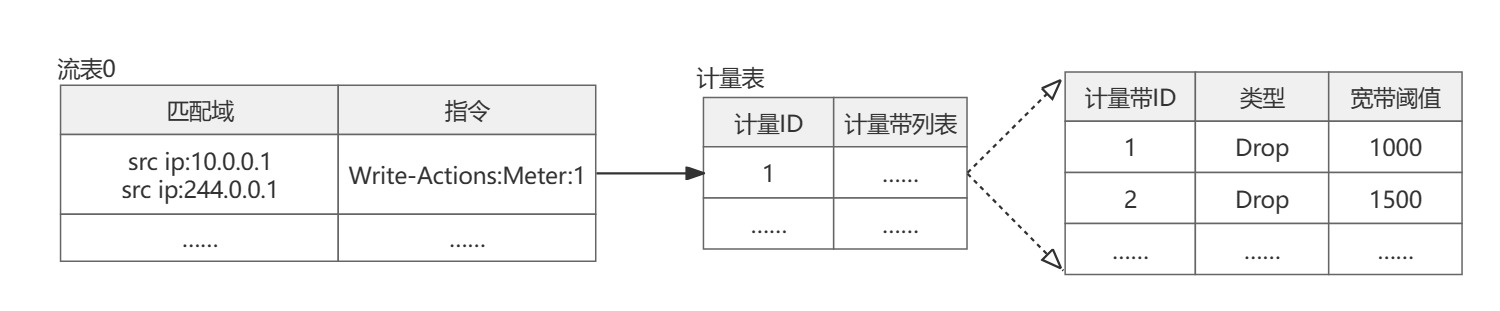 流表0
匹配域 指令
src ip:10.0.0.1
src ip:244.0.0.1
Write-Actions:Meter:1
...... ......
计量表
计量ID 计量带列表
1 ......
...... ......
计量带ID 类型 宽带阈值
1 Drop 1000
2 Drop 1500
...... ...... ......